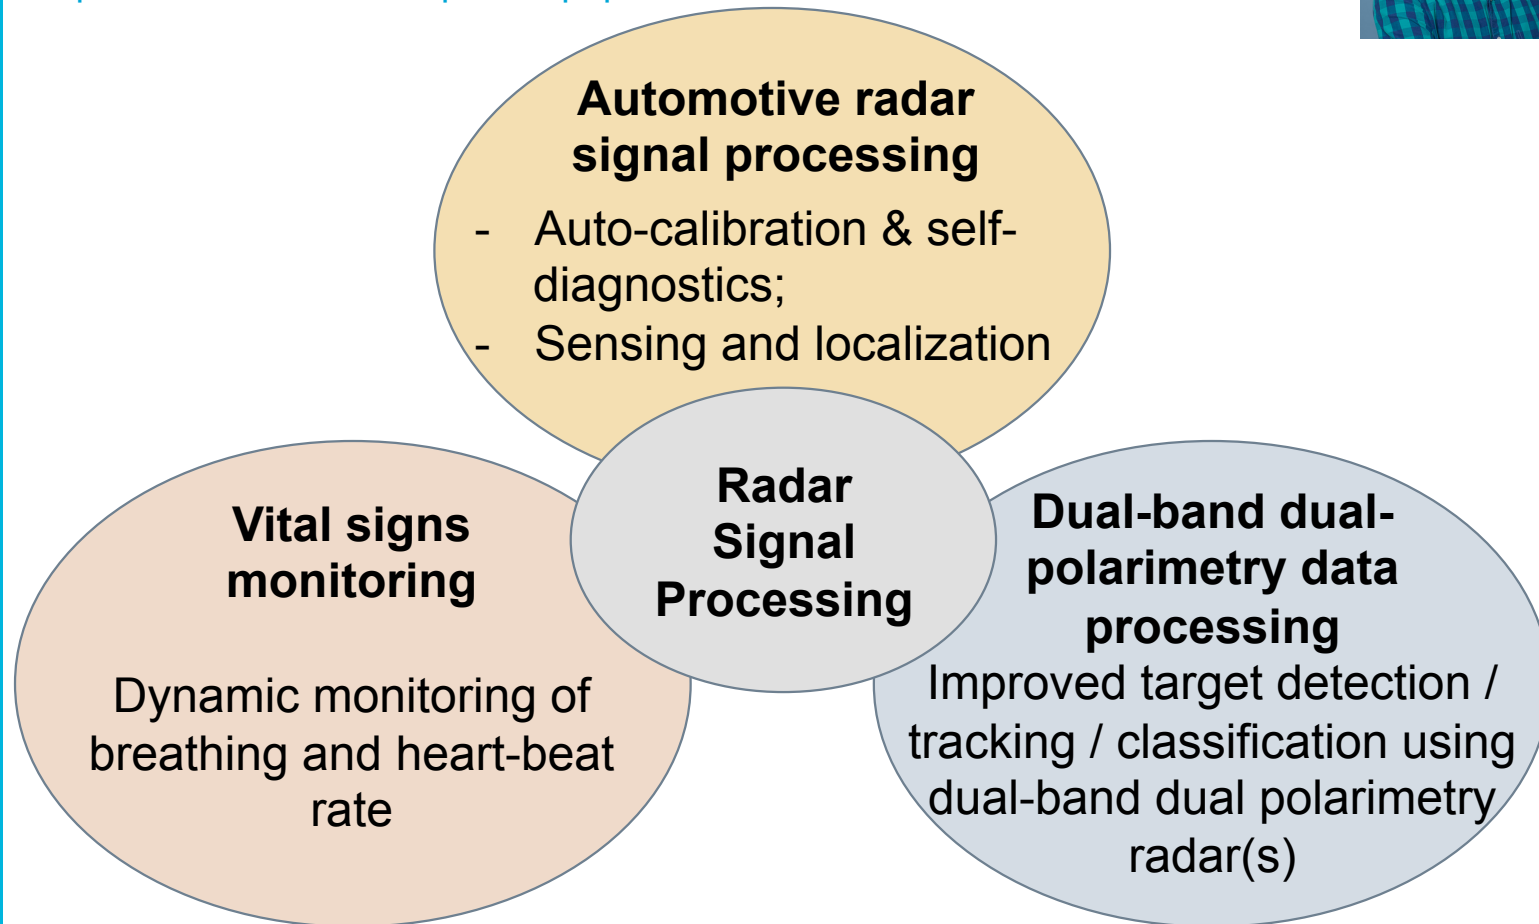 Automotive radar
signal processing
- Auto-calibration & self-
diagnostics;
- Sensing and localization
Radar
Signal
Processing
Vital signs
monitoring
Dynamic monitoring of
breathing and heart-beat
rate
Dual-band dual-
polarimetry data
processing
Improved target detection /
tracking / classification using
dual-band dual polarimetry
radar(s)